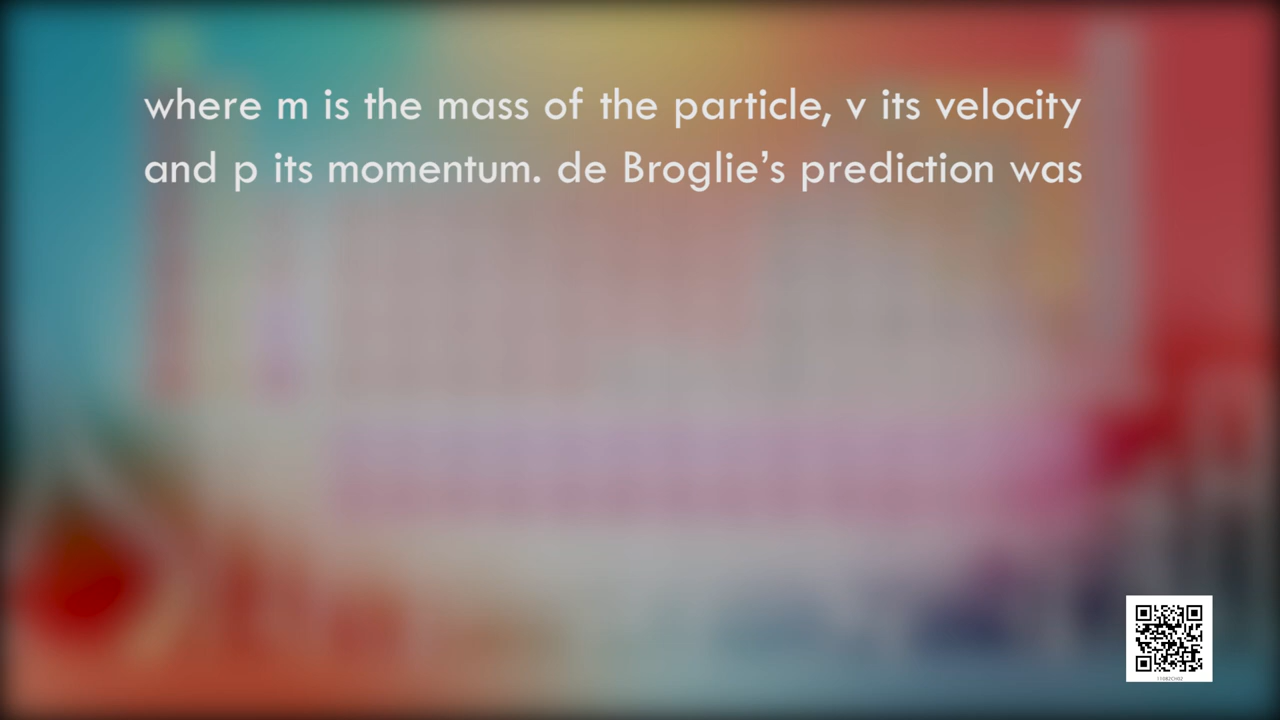 where m is the mass of the particle, v its velocity
and p its momentum. de Broglie’s prediction was